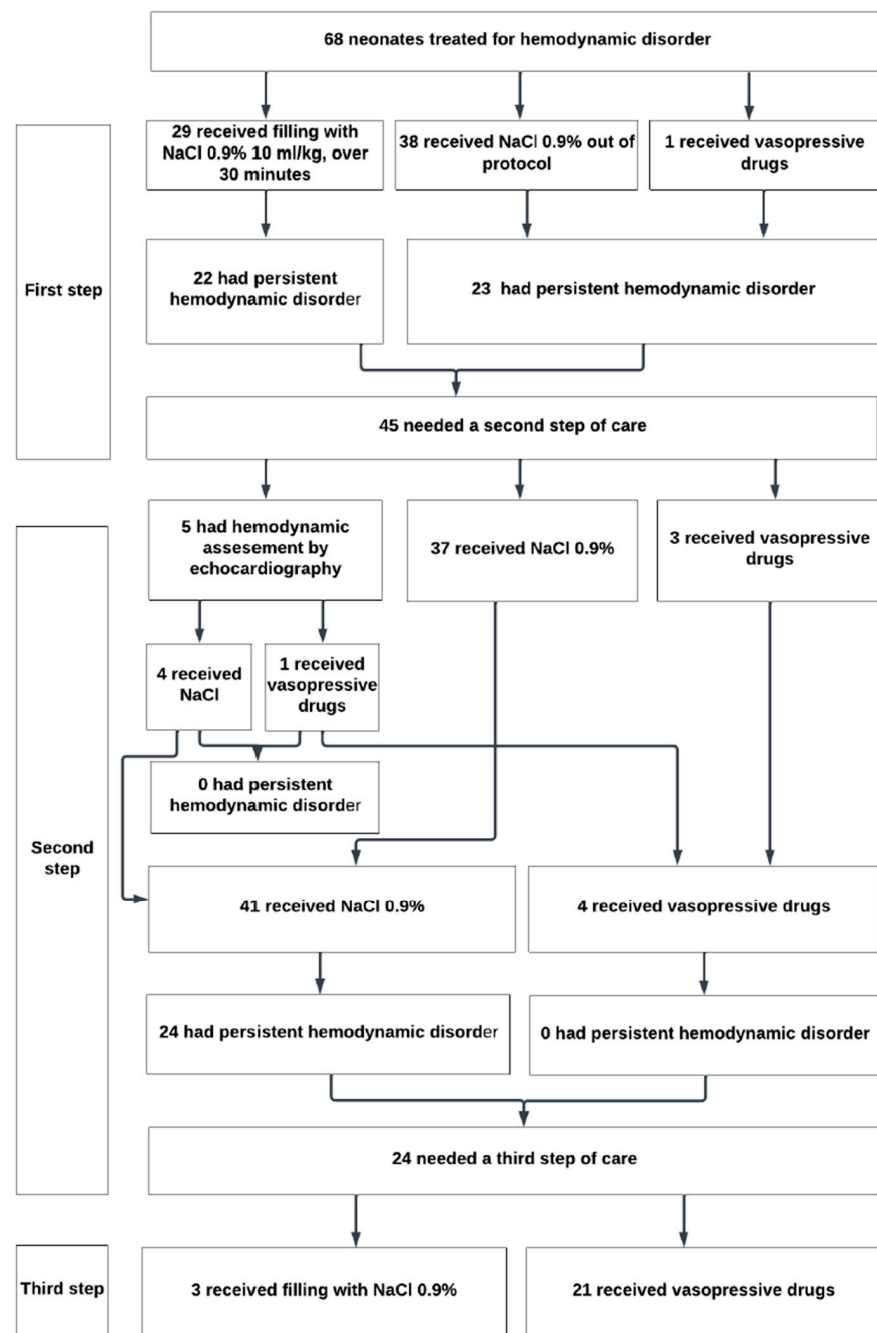 68 neonates treated for hemodynamic disorder
29 received filling with
NaCl 0.9% 10 ml/kg, over
30 minutes
38 received NaCl 0.9% out of
protocol
1 received vasopressive
drugs
First step
22 had persistent
hemodynamic disorder
23 had persistent hemodynamic disorder
45 needed a second step of care
5 had hemodynamic
assesement by
echocardiography
37 received NaCl 0.9%
3 received vasopressive
drugs
4 received
NaCl
1 received
vasopressive
drugs
0 had persistent
hemodynamic disorder
Second
step
41 received NaCl 0.9%
4 received vasopressive drugs
24 had persistent hemodynamic disorder
0 had persistent hemodynamic disorder
24 needed a third step of care
Third step
3 received filling with NaCl 0.9%
21 received vasopressive drugs